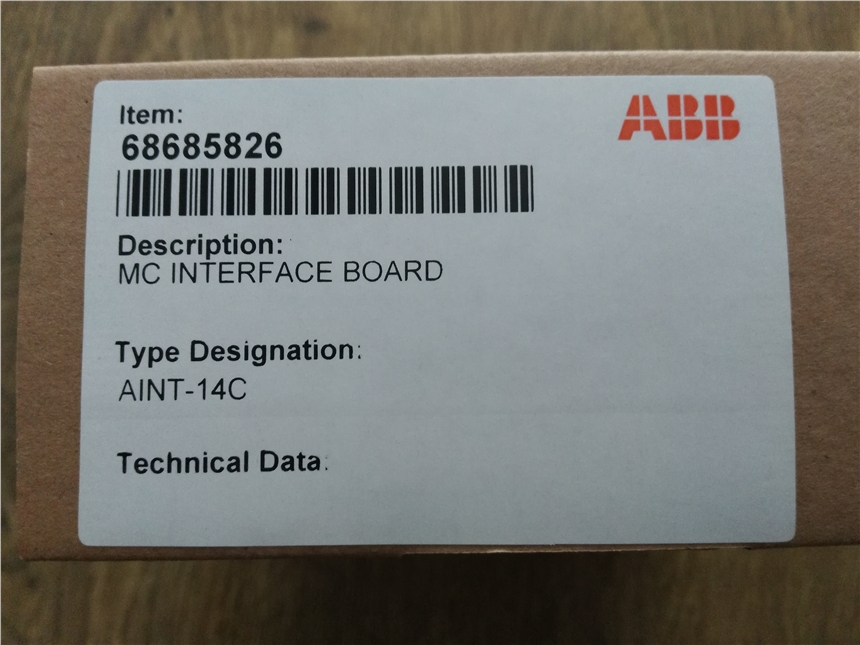 Item:
ABB
68685826
Description:
MC INTERFACE BOARD
Type Designation:
AINT-14C
Technical Data: